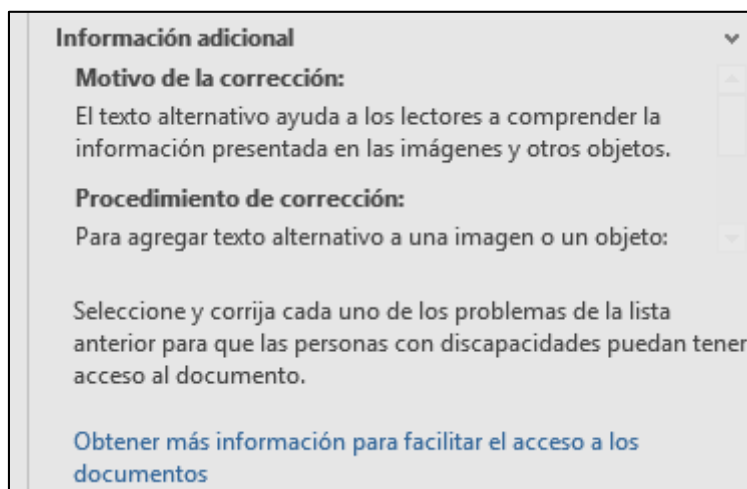 Información adicional
Motivo de la corrección:
El texto alternativo ayuda a los lectores a comprender la
información presentada en las imágenes y otros objetos.
Procedimiento de corrección:
Para agregar texto alternativo a una imagen o un objeto:
Seleccione y corrija cada uno de los problemas de la lista
anterior para que las personas con discapacidades puedan tener
acceso al documento.
Obtener más información para facilitar el acceso a los
documentos